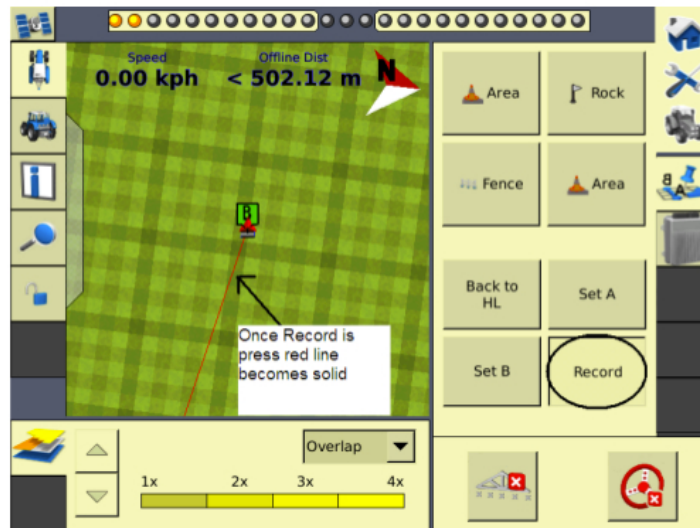 Speed
Offline Dist
0.00 kph
< 502.12 m
N
B
Once Record is
press red line
becomes solid
Area
Rock
Fence
Area
Back to
HL
Set A
Set B
Record
B
A
Overlap
1x
2x
3x
4x